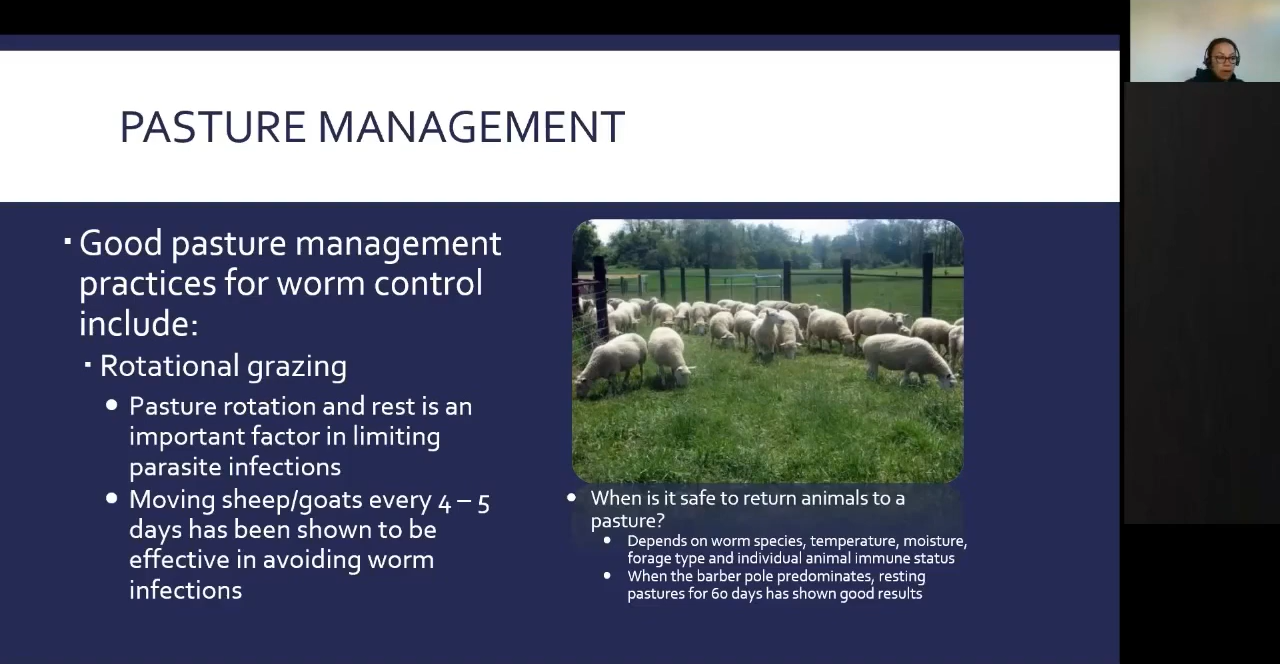 PASTURE MANAGEMENT
▪ Good pasture management
practices for worm control
include:
▪ Rotational grazing
● Pasture rotation and rest is an
important factor in limiting
parasite infections
● Moving sheep/goats every 4 – 5
days has been shown to be
effective in avoiding worm
infections
● When is it safe to return animals to a
pasture?
● Depends on worm species, temperature, moisture,
forage type and individual animal immune status
● When the barber pole predominates, resting
pastures for 60 days has shown good results